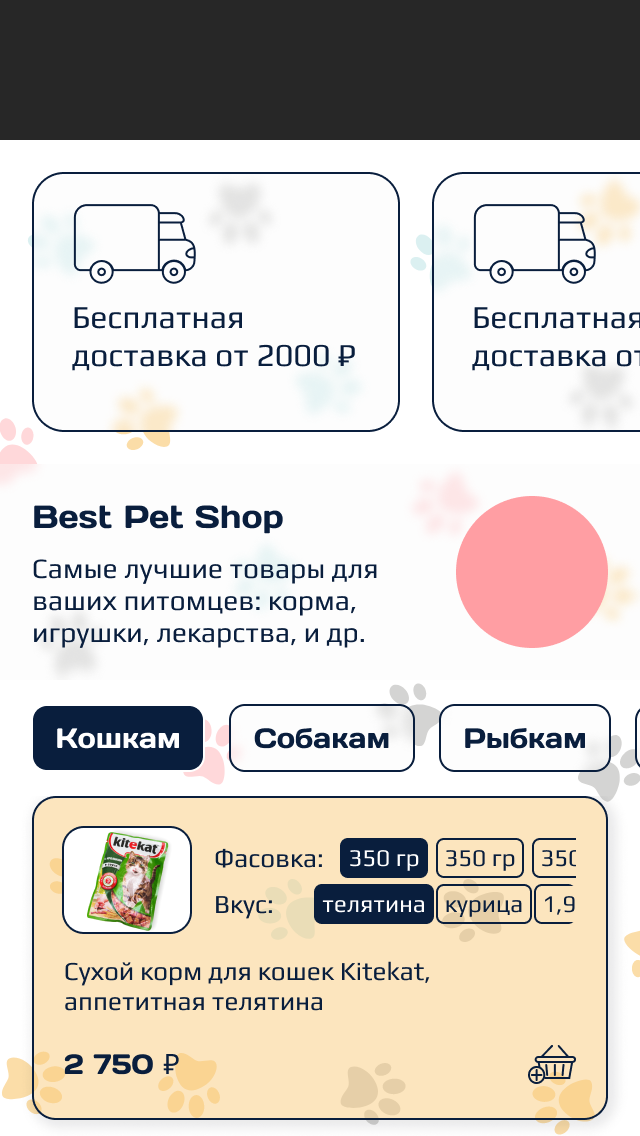 Бесплатная
доставка от 2000 ₽
Бесплатная
доставка от
Best Pet Shop
Самые лучшие товары для
ваших питомцев: корма,
игрушки, лекарства, и др.
Кошкам Собакам Рыбкам
kitekat
Фасовка: 350 гр 350 гр 350
Вкус: телятина курица 1,9
Сухой корм для кошек Kitekat,
аппетитная телятина
2 750 ₽